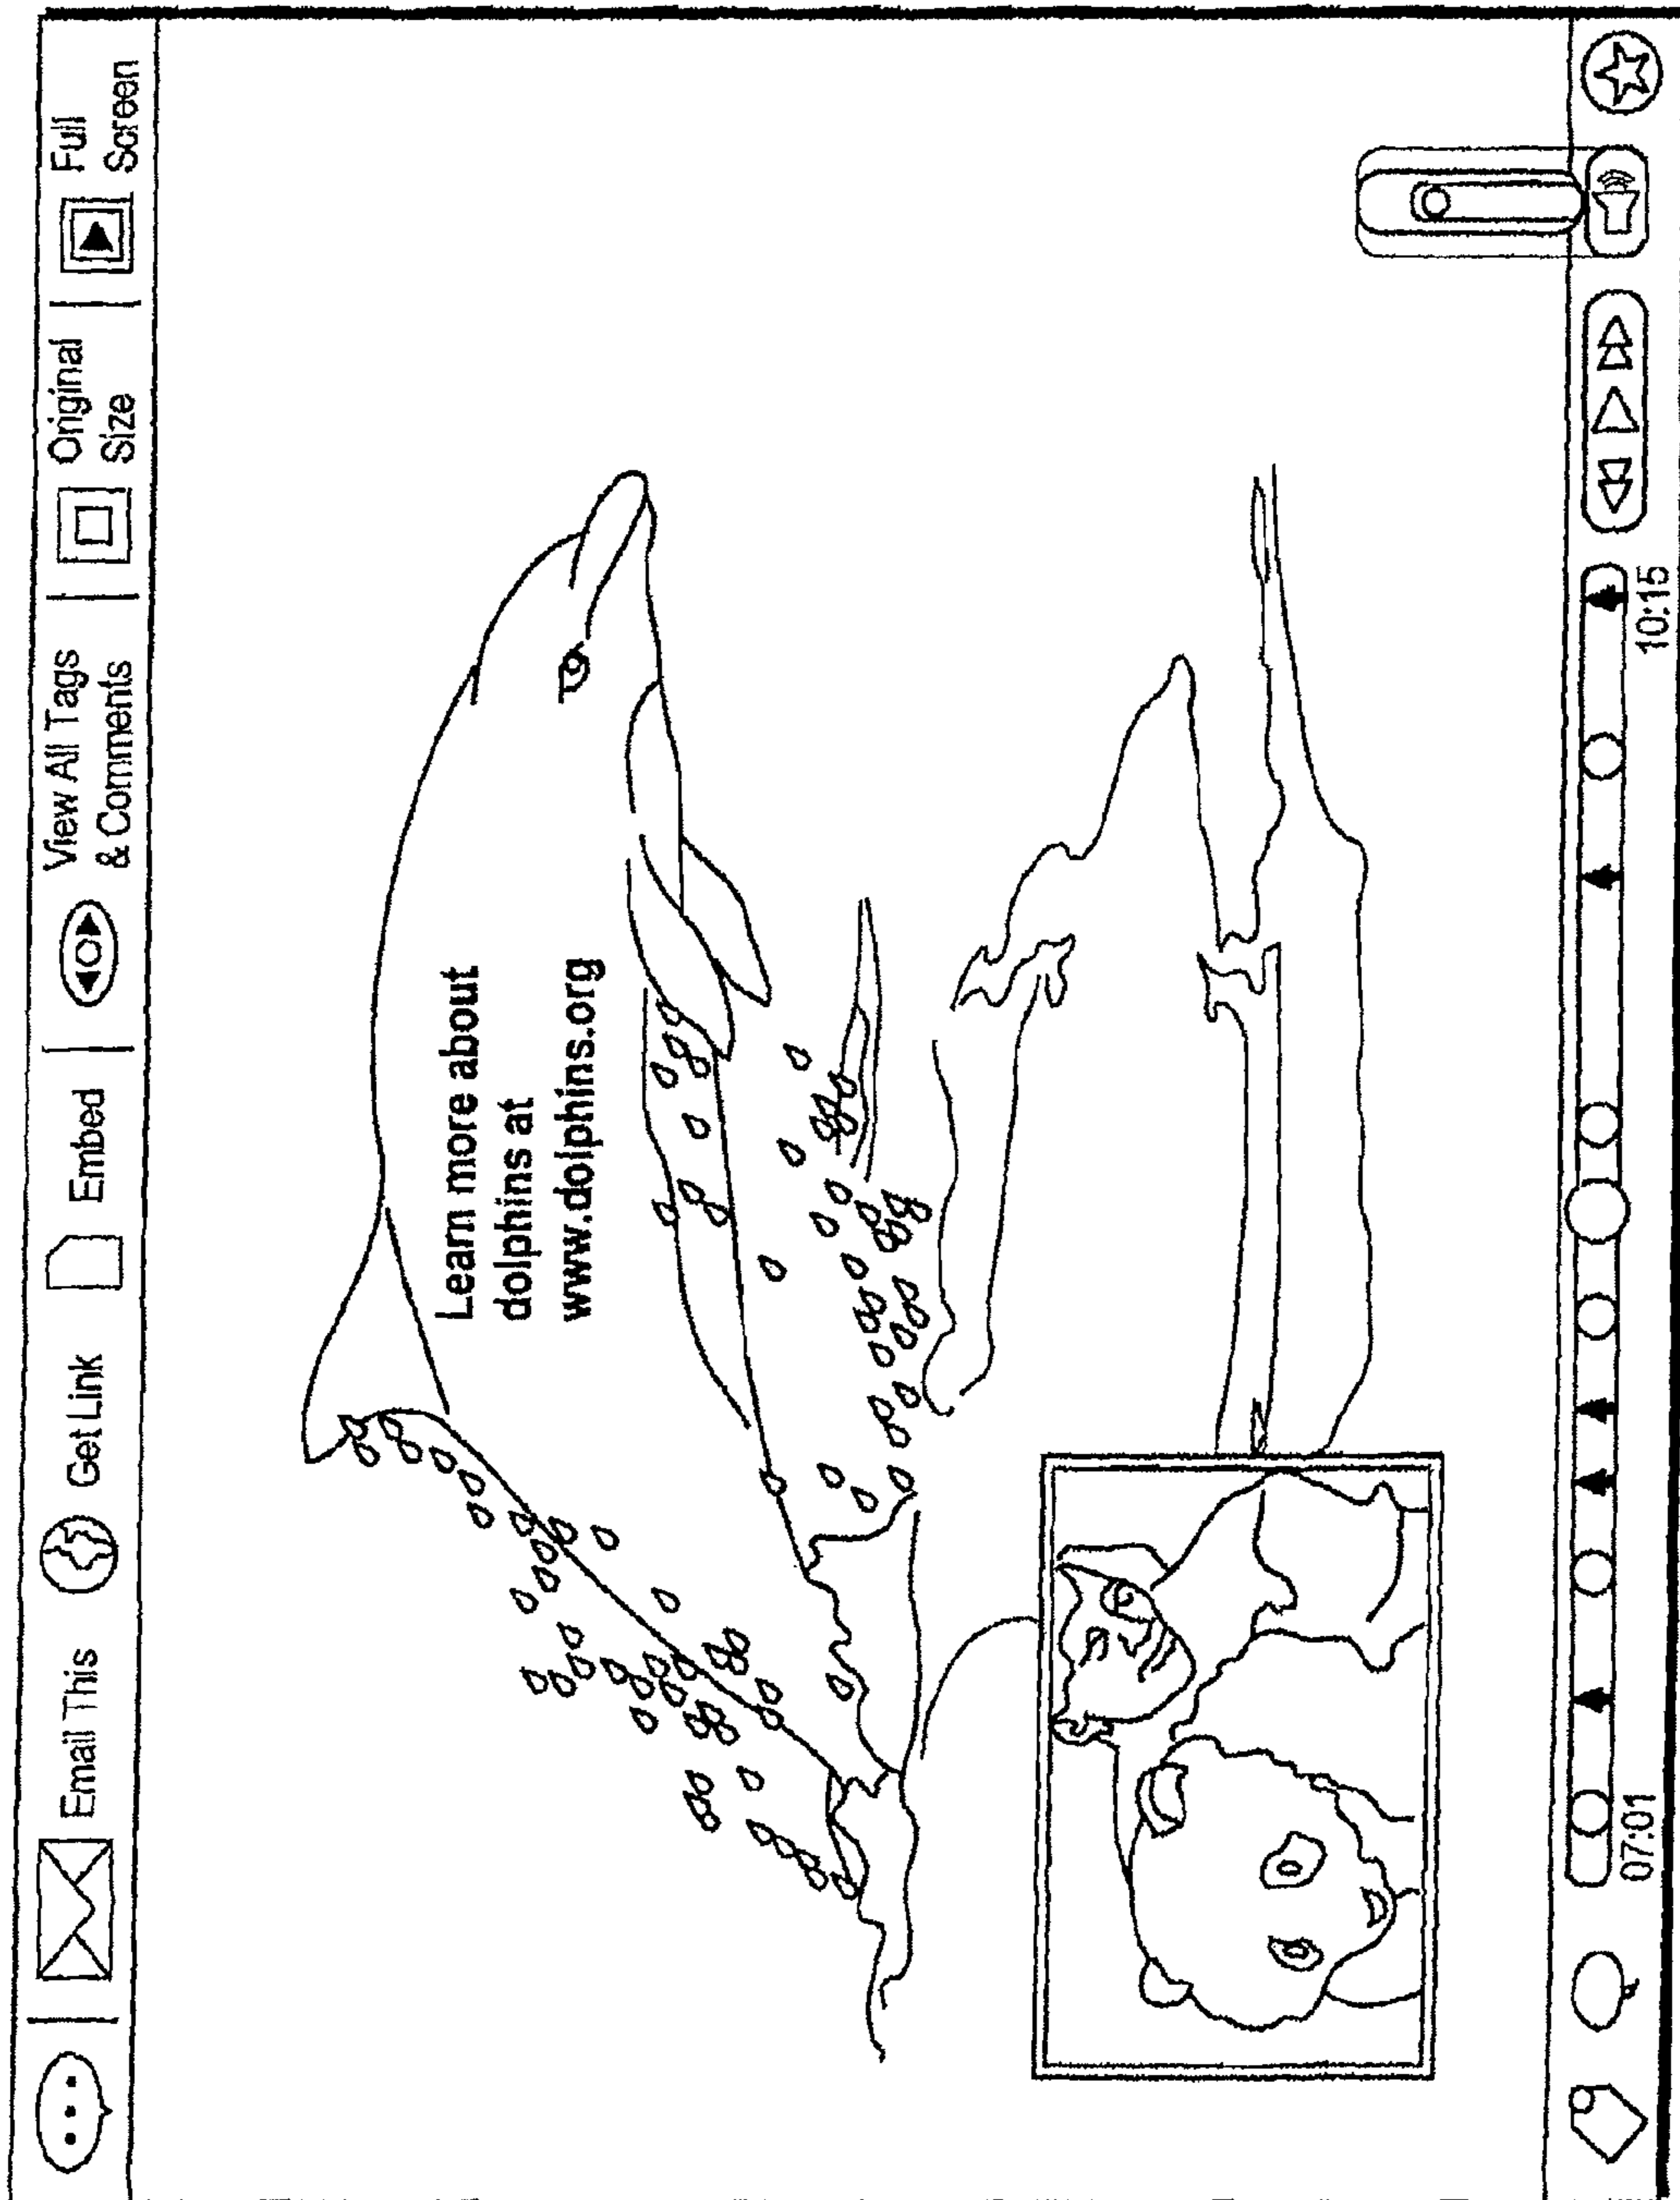 Email This
Get Link
Embed
View All Tags
& Comments
Original
Size
Full
Screen
Learn more about
dolphins at
www.dolphins.org
07:01
10:15